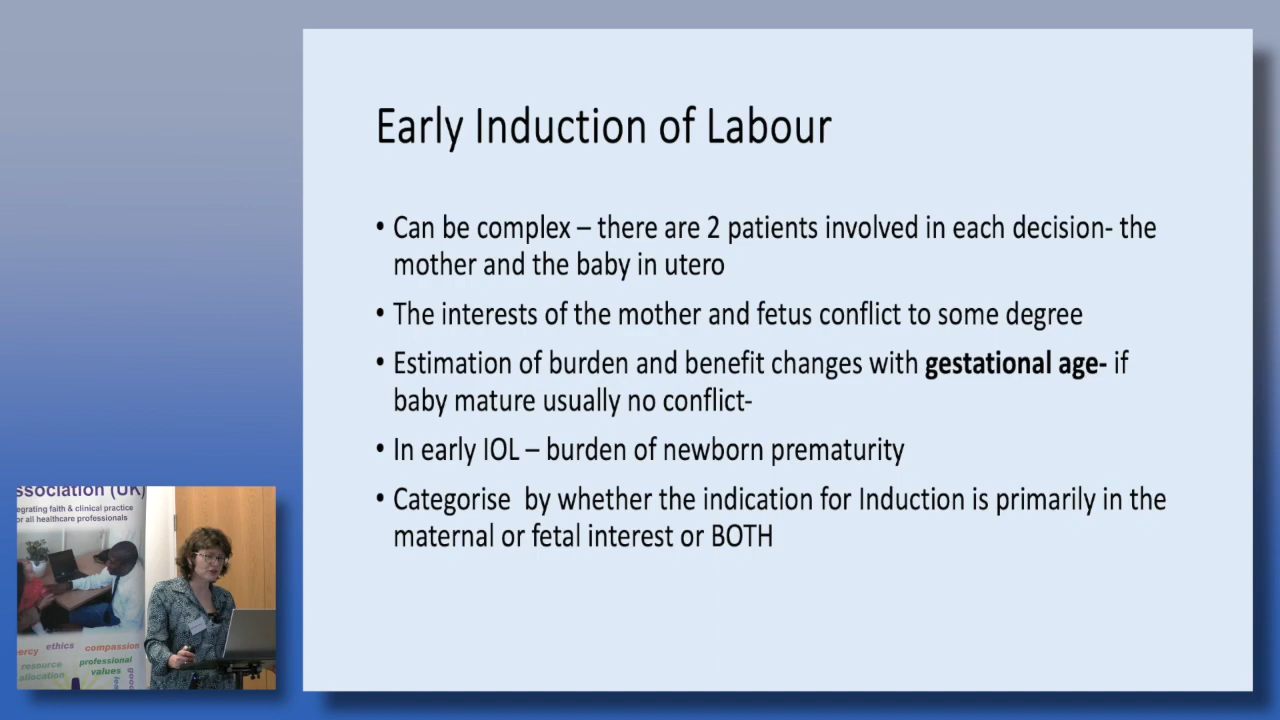 Early Induction of Labour
• Can be complex – there are 2 patients involved in each decision- the
mother and the baby in utero
• The interests of the mother and fetus conflict to some degree
• Estimation of burden and benefit changes with gestational age- if
baby mature usually no conflict-
• In early IOL – burden of newborn prematurity
• Categorise  by whether the indication for Induction is primarily in the
maternal or fetal interest or BOTH
ssociation (UK)
egrating faith & clinical practice
or all healthcare professionals
ercy ethics compassion
resource professional
allocation values